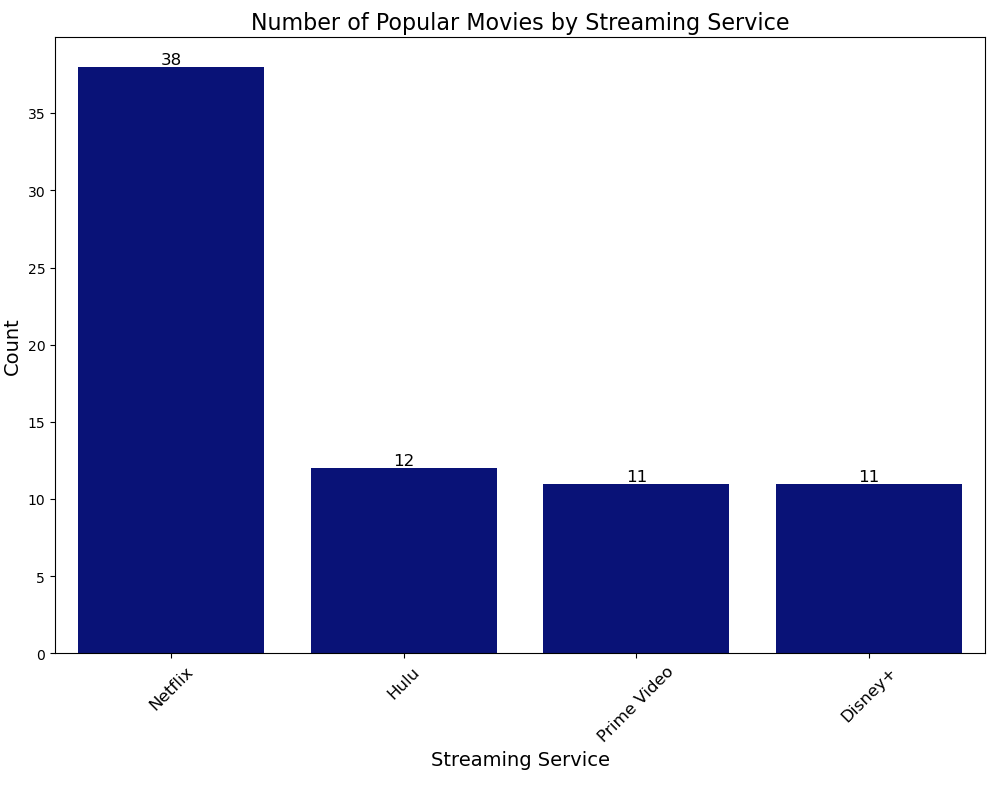 Number of Popular Movies by Streaming Service
38
12
11
11
35
30
25
20
15
10
5
0
Count
Netflix
Hulu
Prime Video
Disney+
Streaming Service